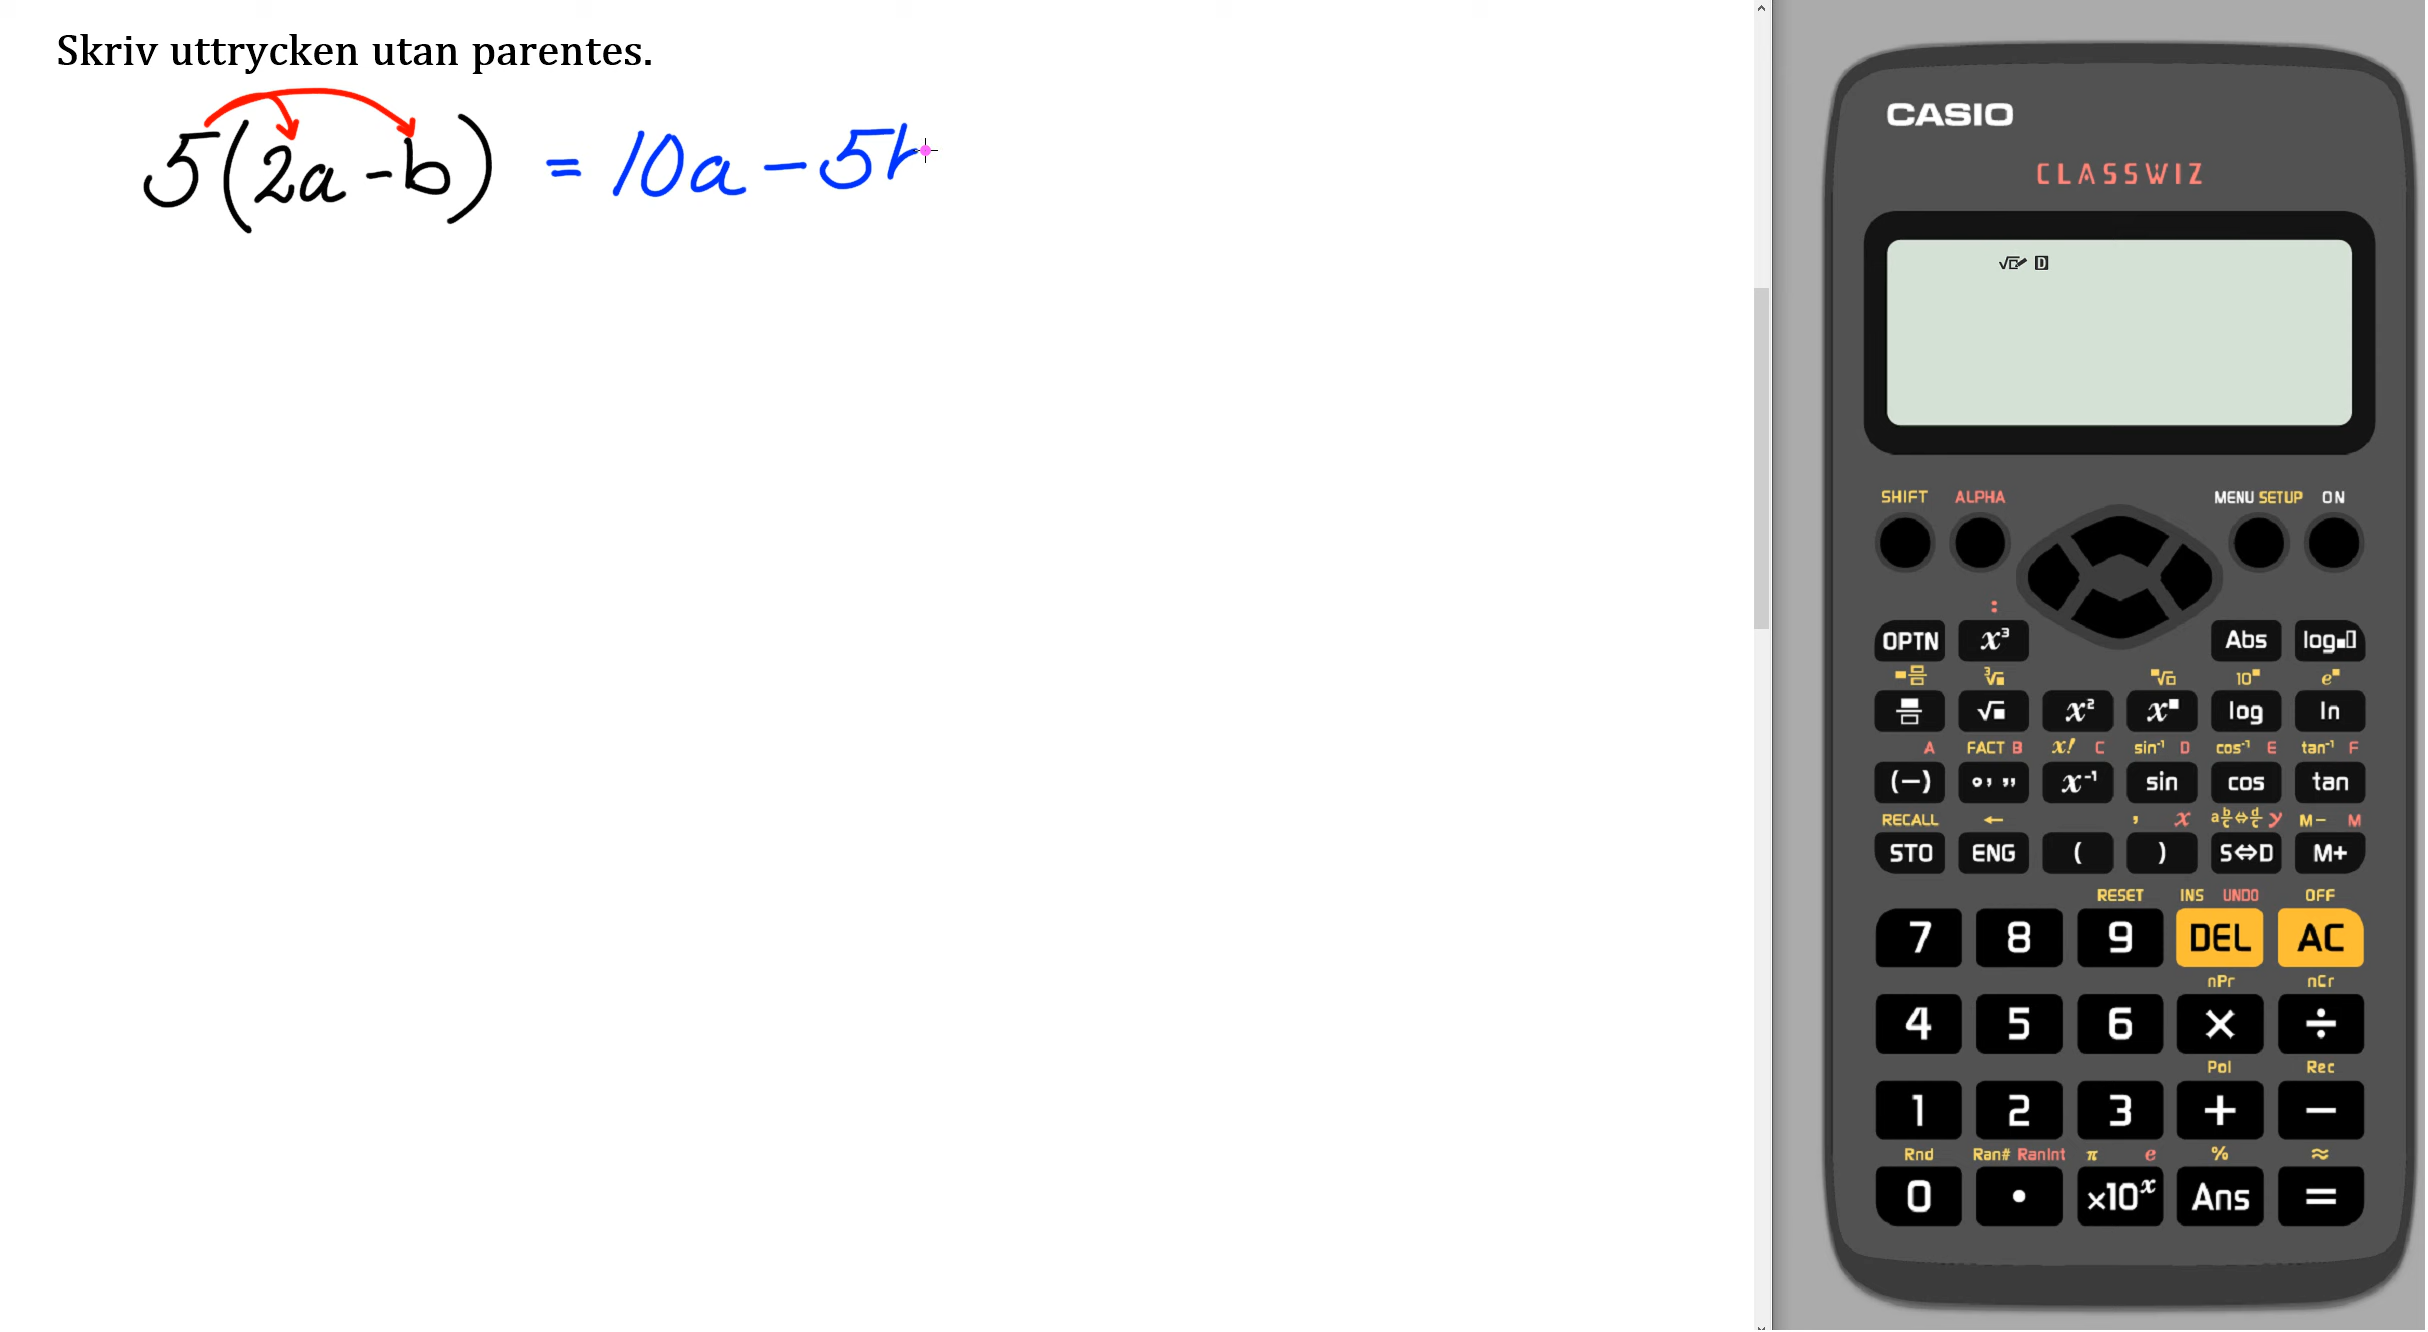 Skriv uttrycken utan parentes.
5(2a-b) = 10a - 5
CASIO
CLASSWIZ
√ D
SHIFT ALPHA MENU SETUP ON
:
OPTN x³ Abs log■□
■√□ 10■ e■
³√■
√■ x² x■ log ln
A FACT B x! C sin⁻¹ D cos⁻¹ E tan⁻¹ F
(−) ° ’ ” x⁻¹ sin cos tan
RECALL ← , x a b/c⇔d/c y M− M
STO ENG ( ) S⇔D M+
RESET INS UNDO OFF
7 8 9 DEL AC
nPr nCr
4 5 6 × ÷
Pol Rec
1 2 3 + −
Rnd Ran# RanInt π e % ≈
0 • ×10ˣ Ans =